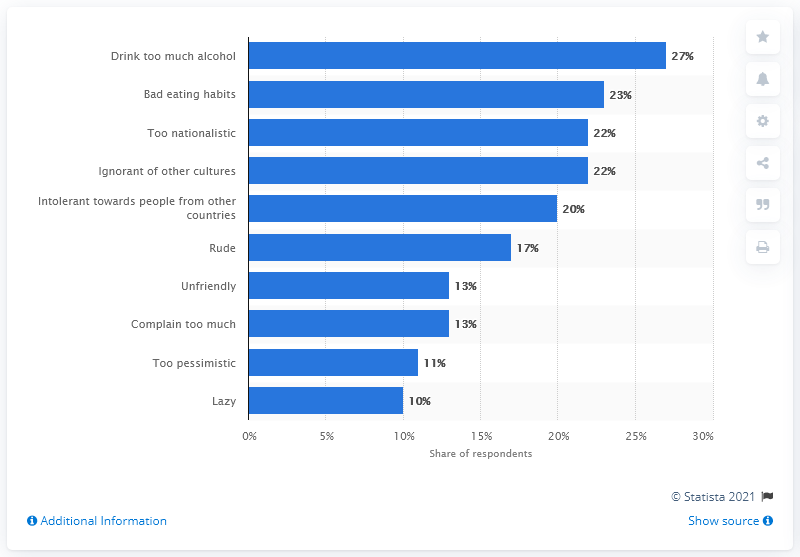 Drink too much alcohol 27%
Bad eating habits 23%
Too nationalistic 22%
Ignorant of other cultures 22%
Intolerant towards people from other
countries 20%
Rude 17%
Unfriendly 13%
Complain too much 13%
Too pessimistic 11%
Lazy 10%
0% 5% 10% 15% 20% 25% 30%
Share of respondents
© Statista 2021
Additional Information Show source